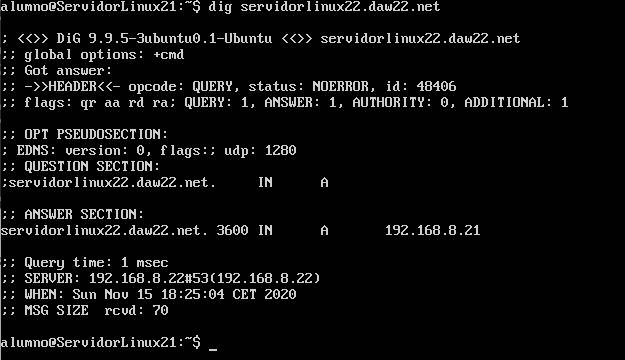 alumno@ServidorLinux21:~$ dig servidorlinux22.daw22.net
; <<>> DiG 9.9.5-3ubuntu0.1-Ubuntu <<>> servidorlinux22.daw22.net
;; global options: +cmd
;; Got answer:
;; ->>HEADER<<- opcode: QUERY, status: NOERROR, id: 48406
;; flags: qr aa rd ra; QUERY: 1, ANSWER: 1, AUTHORITY: 0, ADDITIONAL: 1
;; OPT PSEUDOSECTION:
; EDNS: version: 0, flags:; udp: 1280
;; QUESTION SECTION:
;servidorlinux22.daw22.net. IN A
;; ANSWER SECTION:
servidorlinux22.daw22.net. 3600 IN A 192.168.8.21
;; Query time: 1 msec
;; SERVER: 192.168.8.22#53(192.168.8.22)
;; WHEN: Sun Nov 15 18:25:04 CET 2020
;; MSG SIZE rcvd: 70
alumno@ServidorLinux21:~$ _